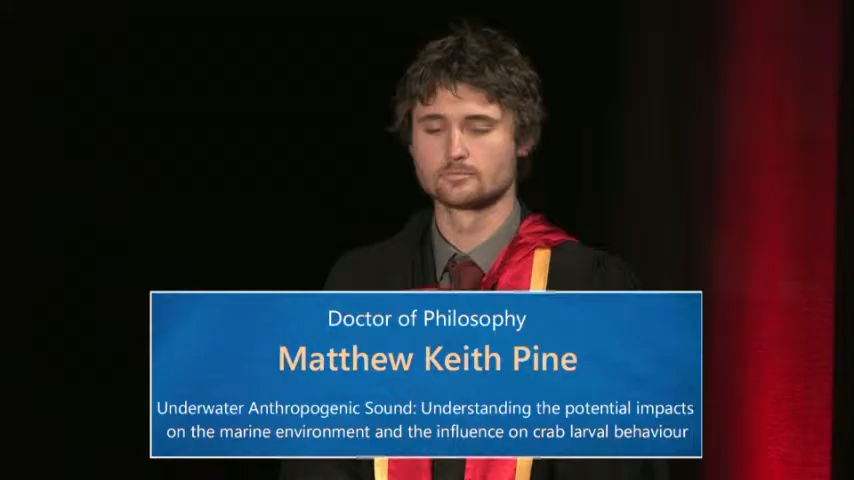 Doctor of Philosophy
Matthew Keith Pine
Underwater Anthropogenic Sound: Understanding the potential impacts
on the marine environment and the influence on crab larval behaviour